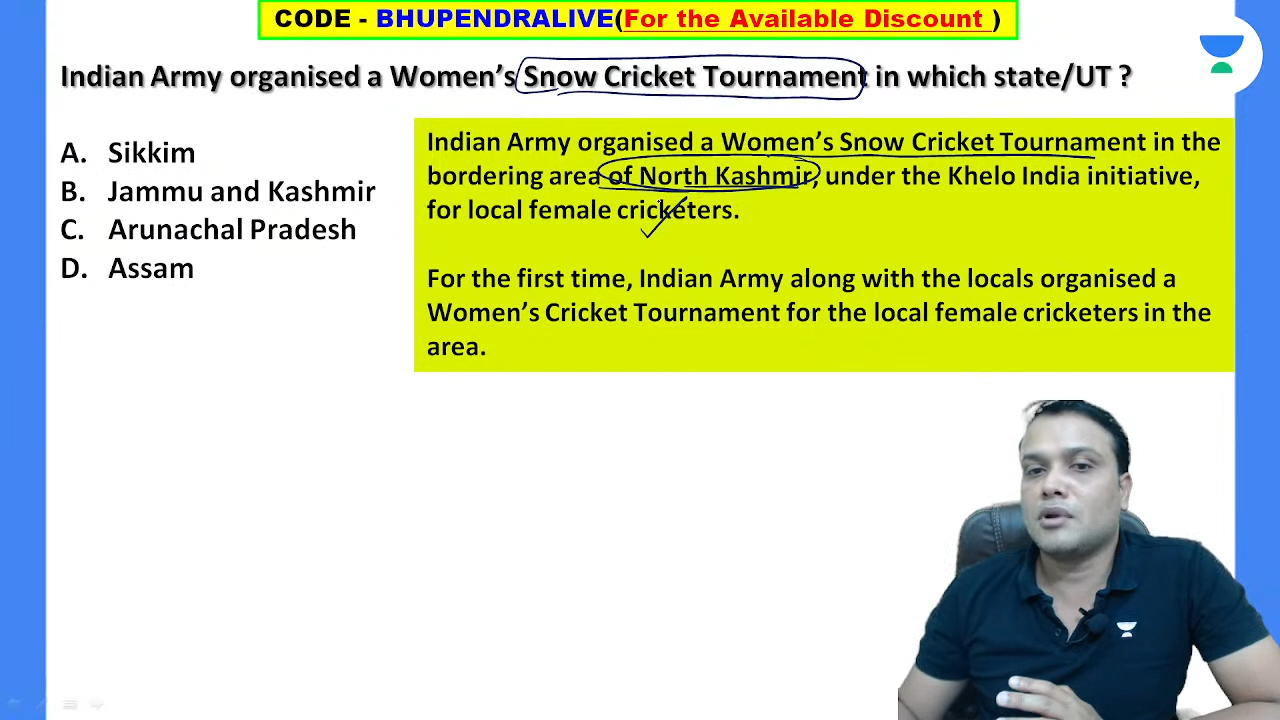 CODE - BHUPENDRALIVE(For the Available Discount )
Indian Army organised a Women's Snow Cricket Tournament in which state/UT ?
A. Sikkim
B. Jammu and Kashmir
C. Arunachal Pradesh
D. Assam
Indian Army organised a Women's Snow Cricket Tournament in the
bordering area of North Kashmir, under the Khelo India initiative,
for local female cricketers.
For the first time, Indian Army along with the locals organised a
Women's Cricket Tournament for the local female cricketers in the
area.